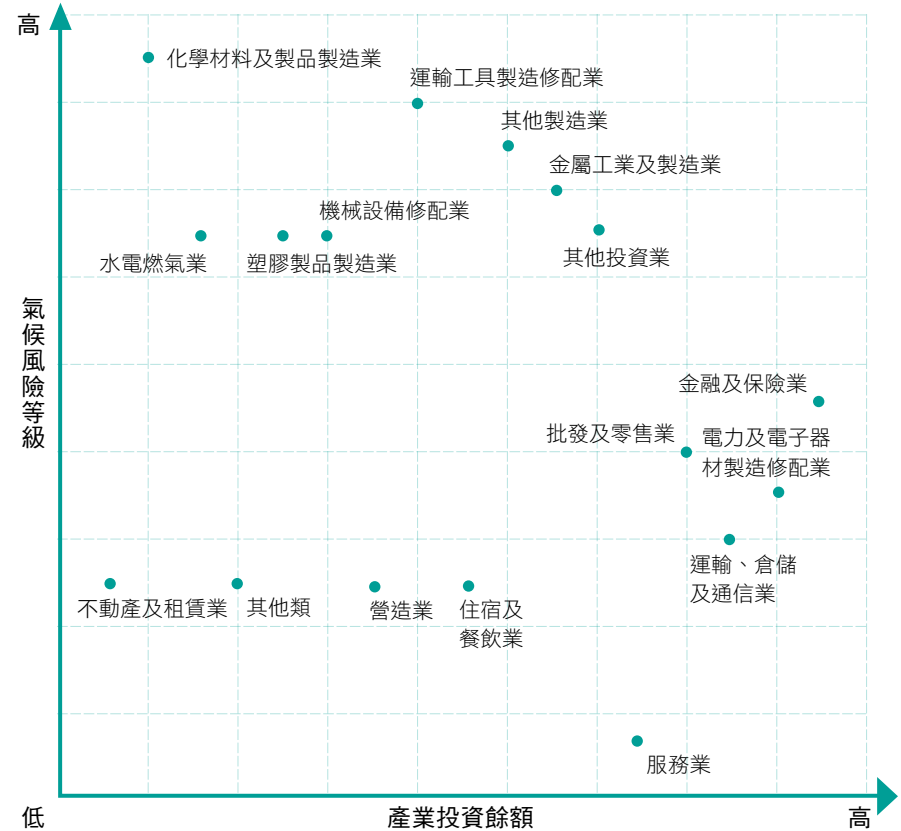 高
化學材料及製品製造業
運輸工具製造修配業
其他製造業
金屬工業及製造業
機械設備修配業
水電燃氣業
塑膠製品製造業
其他投資業
氣候風險等級
金融及保險業
批發及零售業
電力及電子器
材製造修配業
運輸、倉儲
及通信業
不動產及租賃業
其他類
營造業
住宿及
餐飲業
服務業
低
產業投資餘額
高